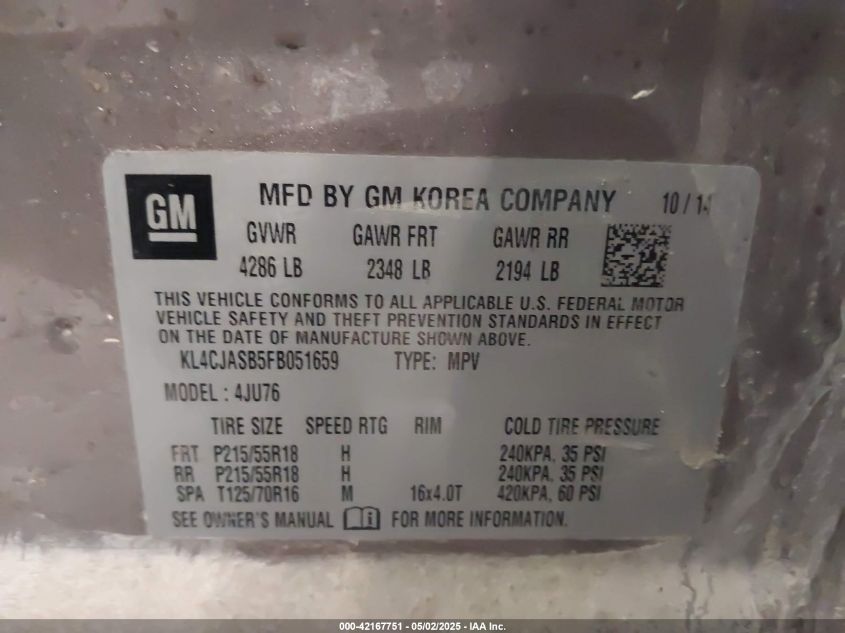 GM
MFD BY GM KOREA COMPANY 10 / 14
GVWR GAWR FRT GAWR RR
4286 LB 2348 LB 2194 LB
THIS VEHICLE CONFORMS TO ALL APPLICABLE U.S. FEDERAL MOTOR
VEHICLE SAFETY AND THEFT PREVENTION STANDARDS IN EFFECT
ON THE DATE OF MANUFACTURE SHOWN ABOVE.
KL4CJASB5FB051659 TYPE: MPV
MODEL : 4JU76
TIRE SIZE SPEED RTG RIM COLD TIRE PRESSURE
FRT P215/55R18 H 240KPA, 35 PSI
RR P215/55R18 H 240KPA, 35 PSI
SPA T125/70R16 M 16x4.0T 420KPA, 60 PSI
SEE OWNER'S MANUAL i FOR MORE INFORMATION.
000-42167751 - 05/02/2025 - IAA Inc.